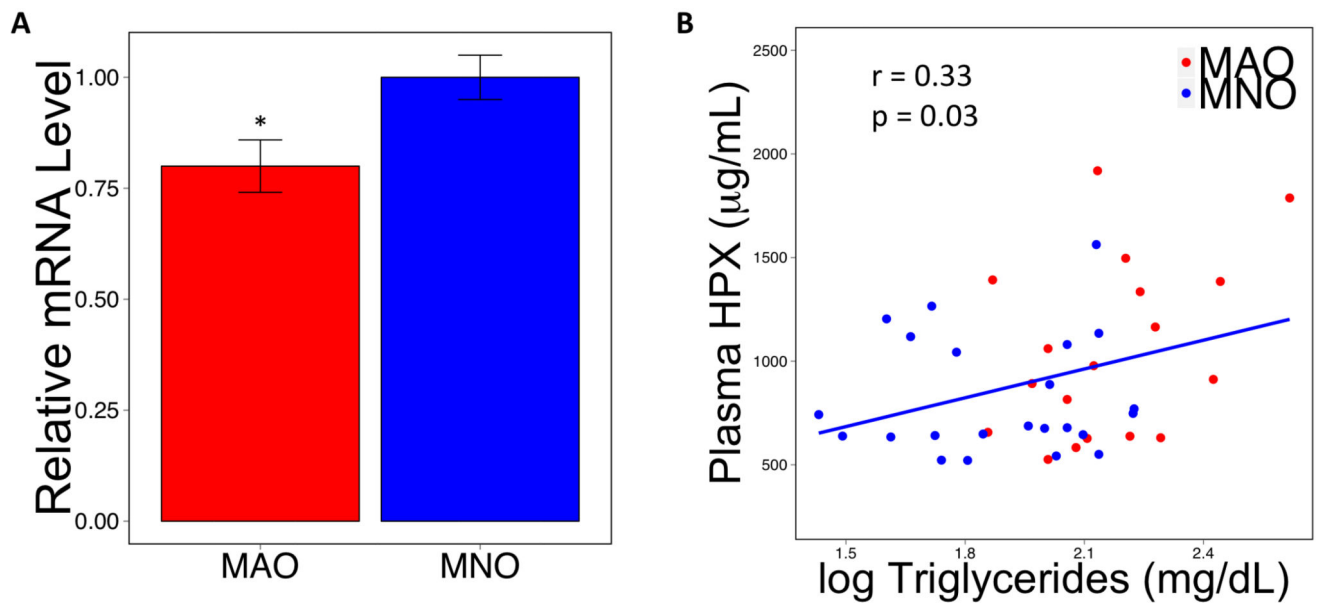 A
Relative mRNA Level
1.00
0.75
0.50
0.25
0.00
*
MAO
MNO
B
Plasma HPX (μg/mL)
2500
2000
1500
1000
500
r = 0.33
p = 0.03
MAO
MNO
1.5 1.8 2.1 2.4
log Triglycerides (mg/dL)